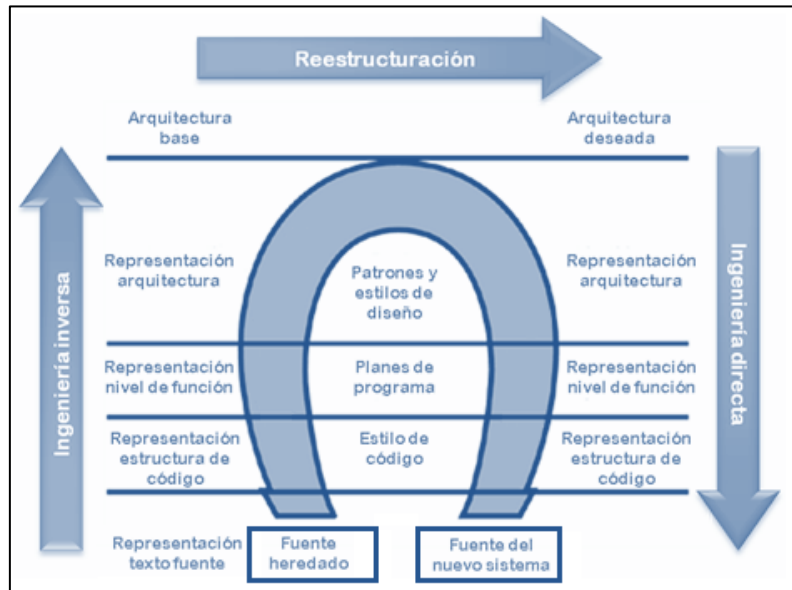 Reestructuración
Arquitectura
base
Arquitectura
deseada
Ingeniería inversa
Representación
arquitectura
Patrones y
estilos de
diseño
Representación
arquitectura
Ingeniería directa
Representación
nivel de función
Planes de
programa
Representación
nivel de función
Representación
estructura de
código
Estilo de
código
Representación
estructura de
código
Representación
texto fuente
Fuente
heredado
Fuente del
nuevo sistema